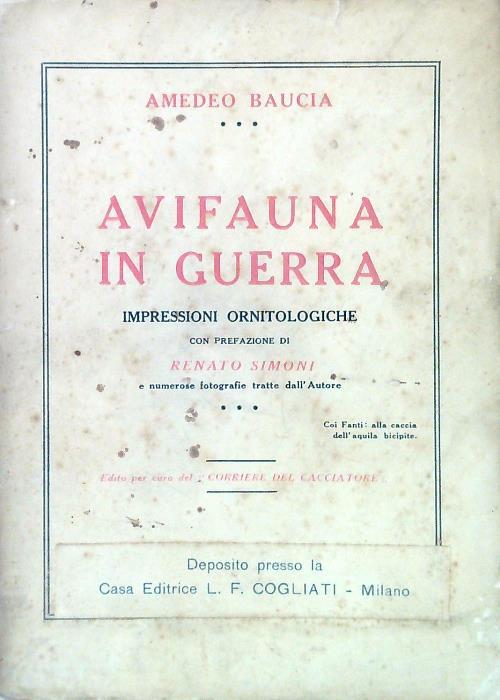 AMEDEO BAUCIA
• • •
AVIFAUNA
IN GUERRA
IMPRESSIONI ORNITOLOGICHE
CON PREFAZIONE DI
RENATO SIMONI
e numerose fotografie tratte dall'Autore
• • •
Coi Fanti: alla caccia
dell'aquila bicipite.
Edito per cura del "CORRIERE DEL CACCIATORE"
Deposito presso la
Casa Editrice L. F. COGLIATI - Milano